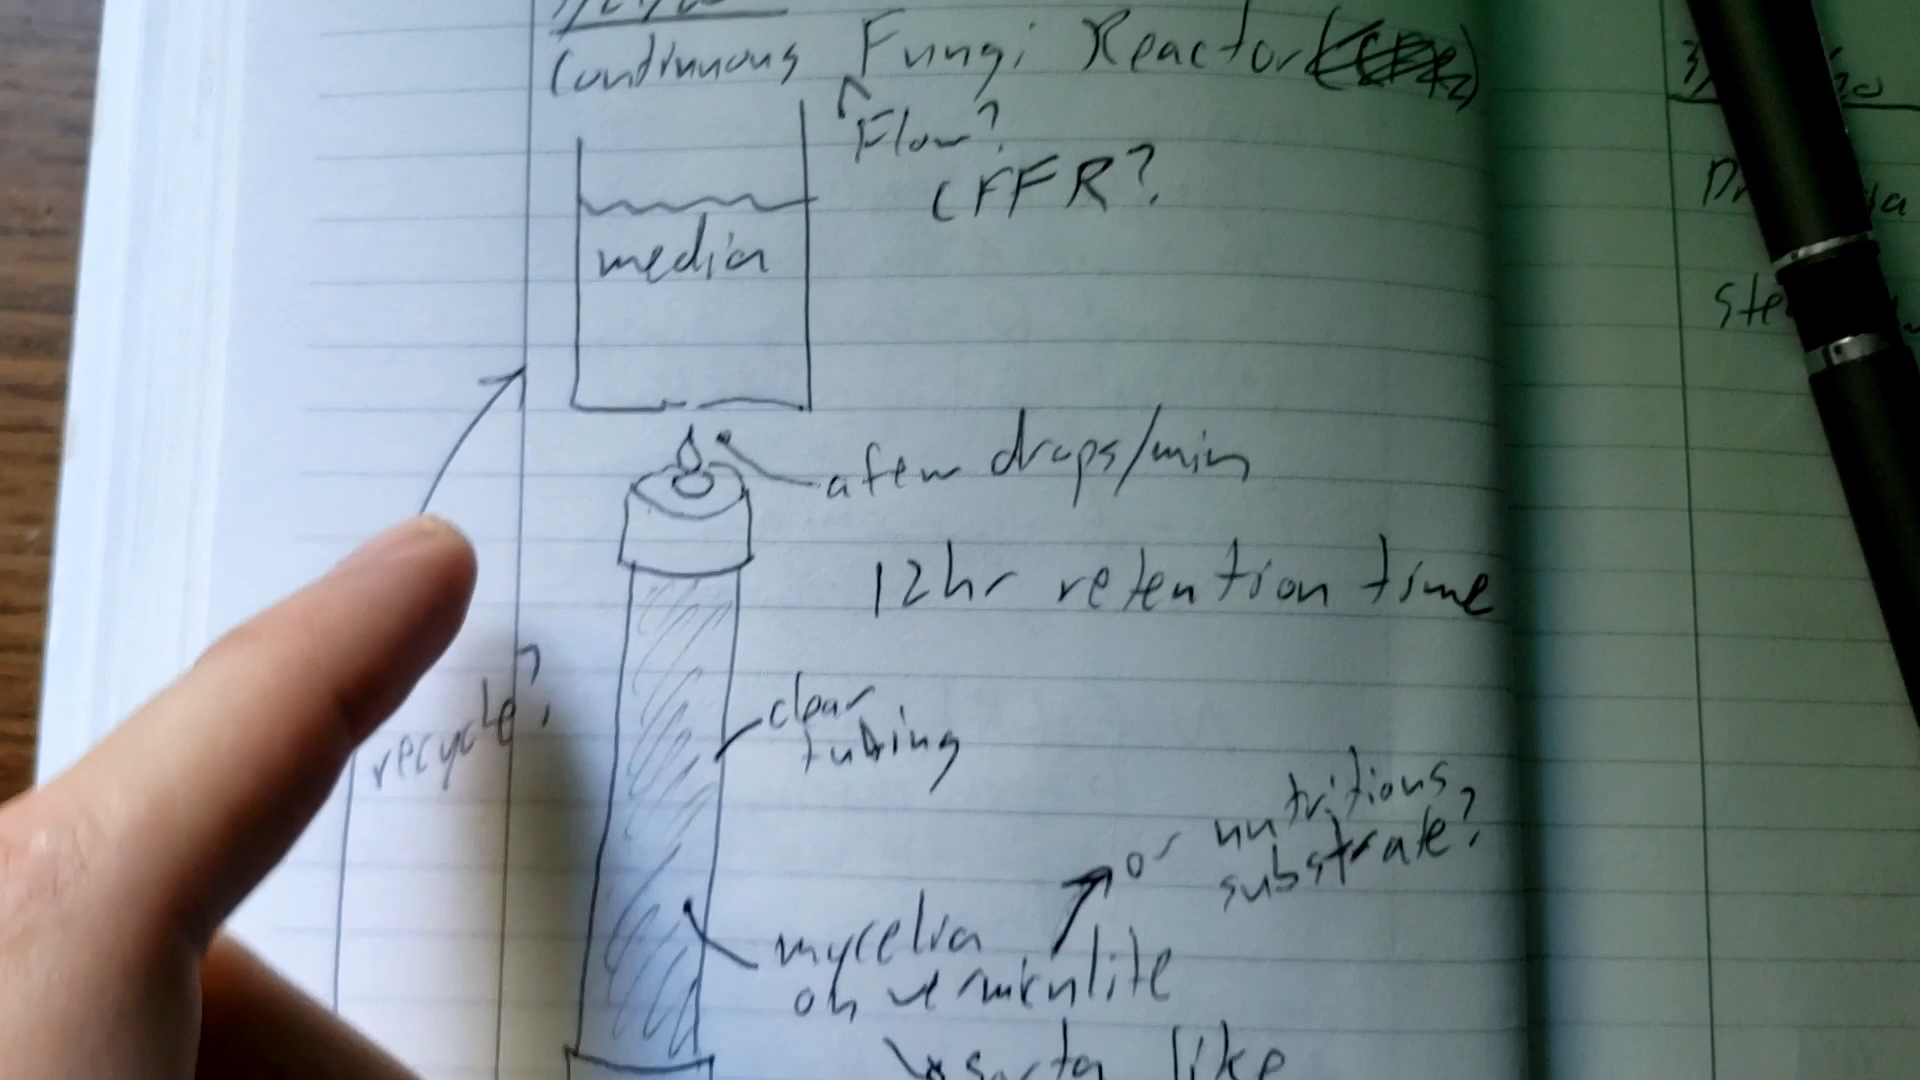 Continuous Fungi Reactor
^
Flow?
CFFR?
media
a few drops/min
12hr retention time
recycle?
clear
tubing
or nutritious
substrate?
mycelia
on vermiculite
sorta like